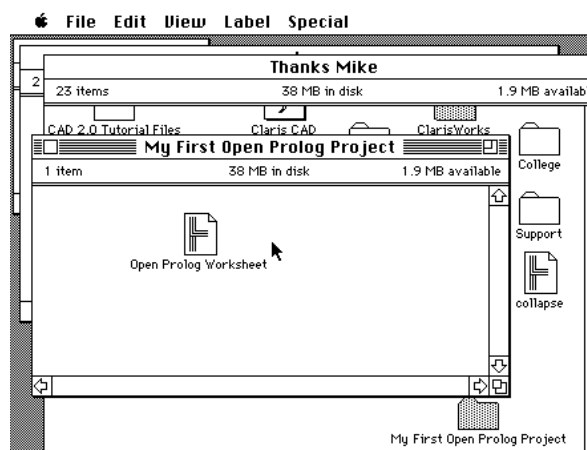 File Edit View Label Special
Thanks Mike
2
23 items 38 MB in disk 1.9 MB availab
CAD 2.0 Tutorial Files Claris CAD ClarisWorks
My First Open Prolog Project
College
1 item 38 MB in disk 1.9 MB available
Support
Open Prolog Worksheet
collapse
My First Open Prolog Project